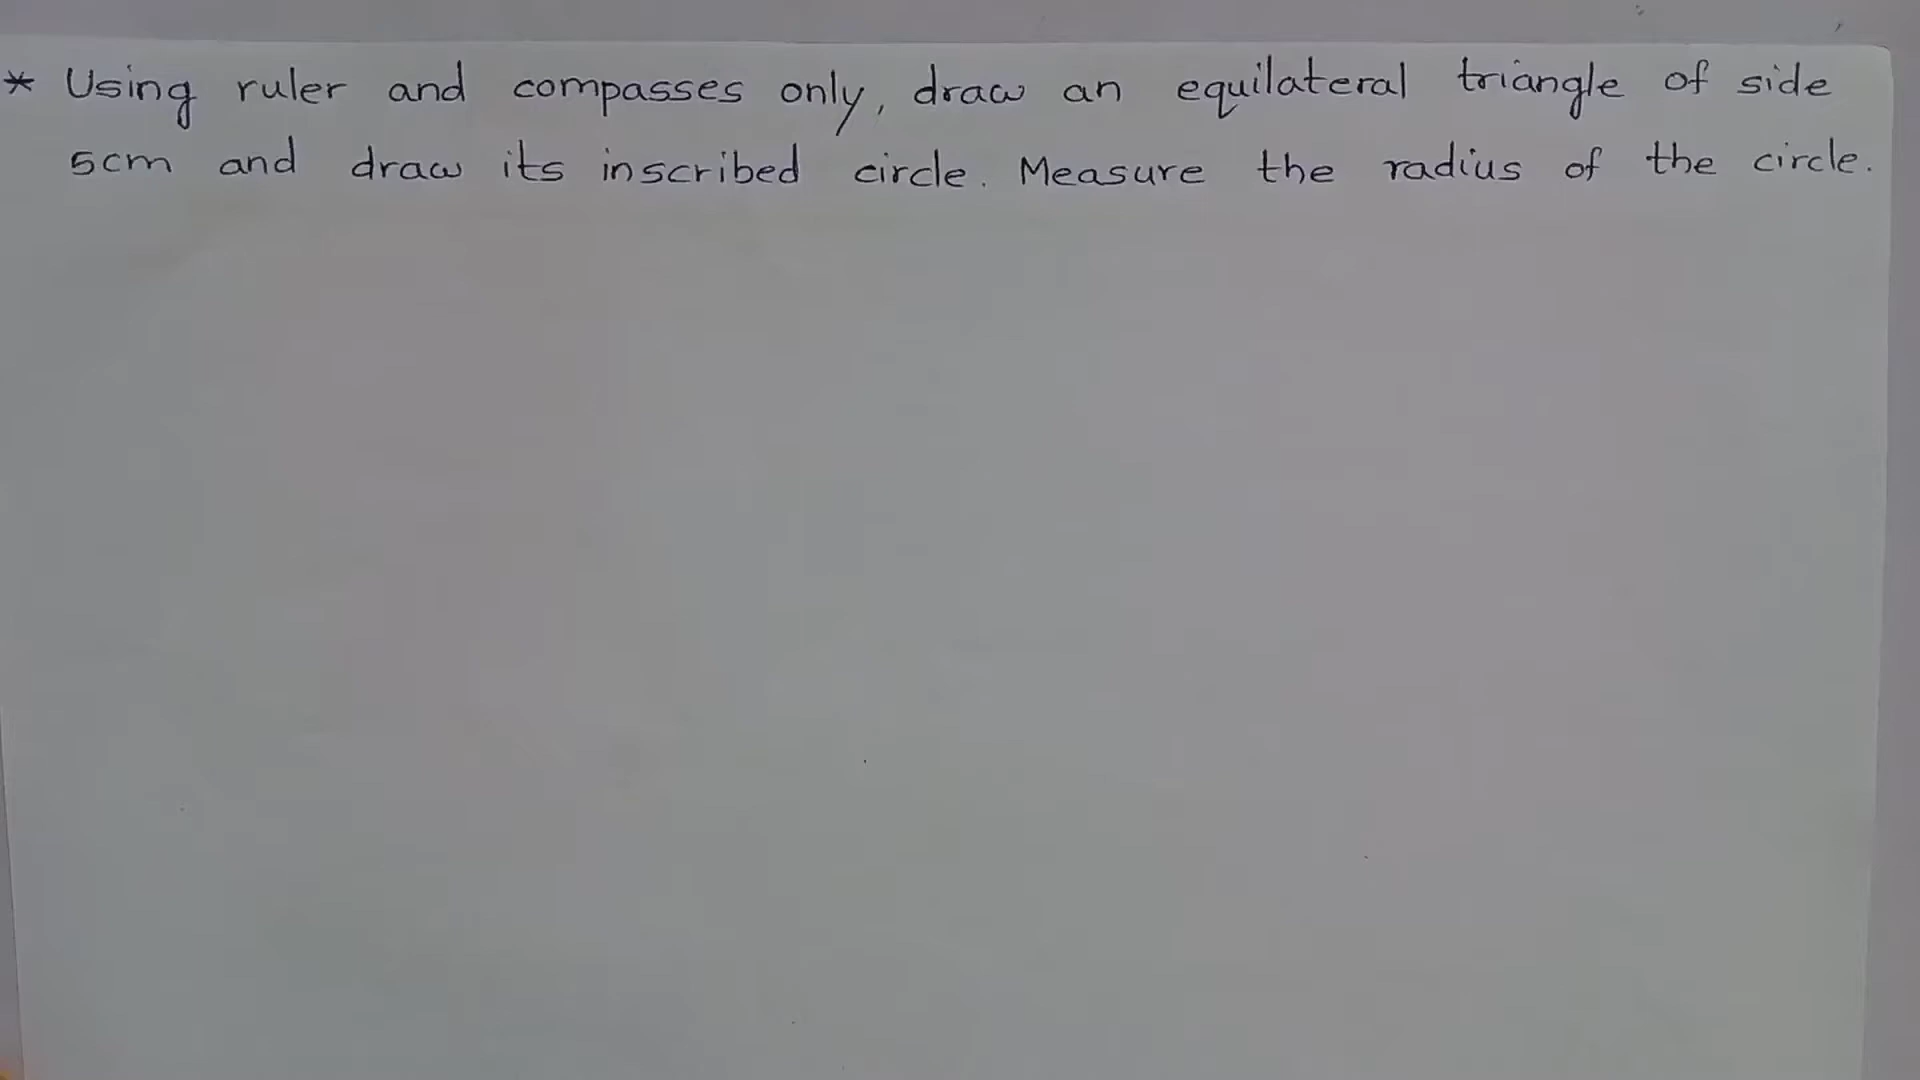 * Using ruler and compasses only, draw an equilateral triangle of side
5cm and draw its inscribed circle. Measure the radius of the circle.